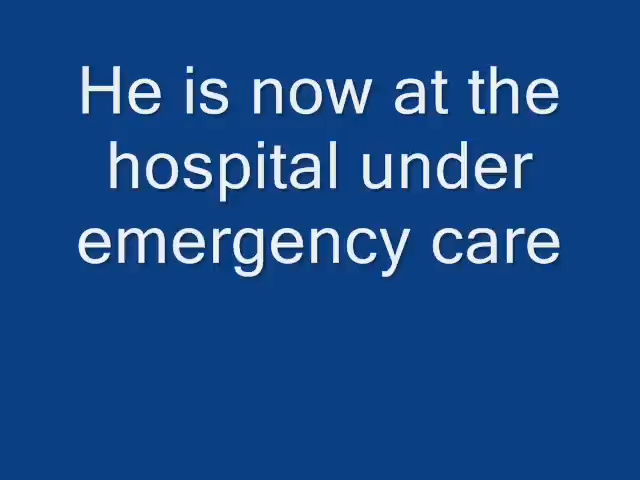 He is now at the
hospital under
emergency care